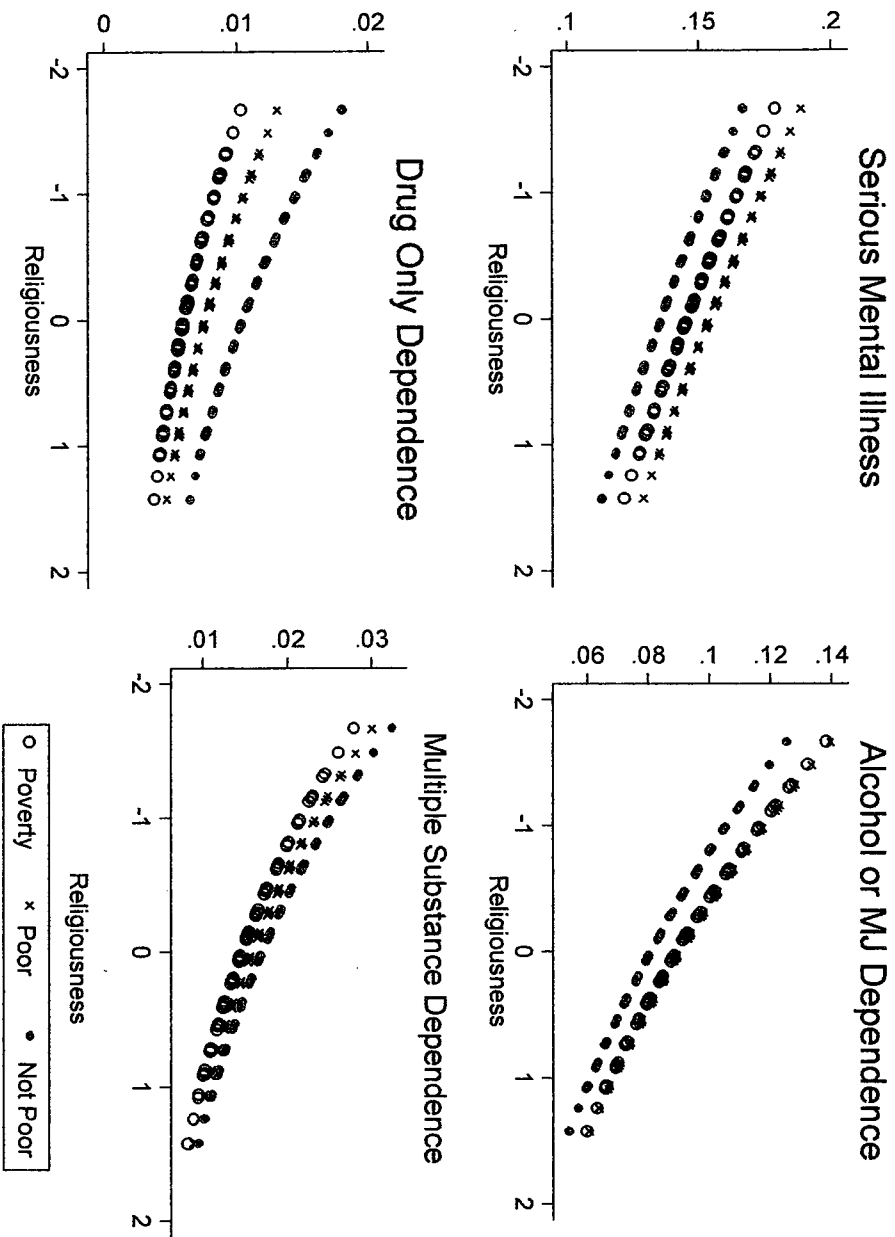 Serious Mental Illness
.2
.15
.1
-2 -1 0 1 2
Religiousness
Alcohol or MJ Dependence
.14
.12
.1
.08
.06
-2 -1 0 1 2
Religiousness
Drug Only Dependence
.02
.01
0
-2 -1 0 1 2
Religiousness
Multiple Substance Dependence
.03
.02
.01
-2 -1 0 1 2
Religiousness
Poverty Poor Not Poor